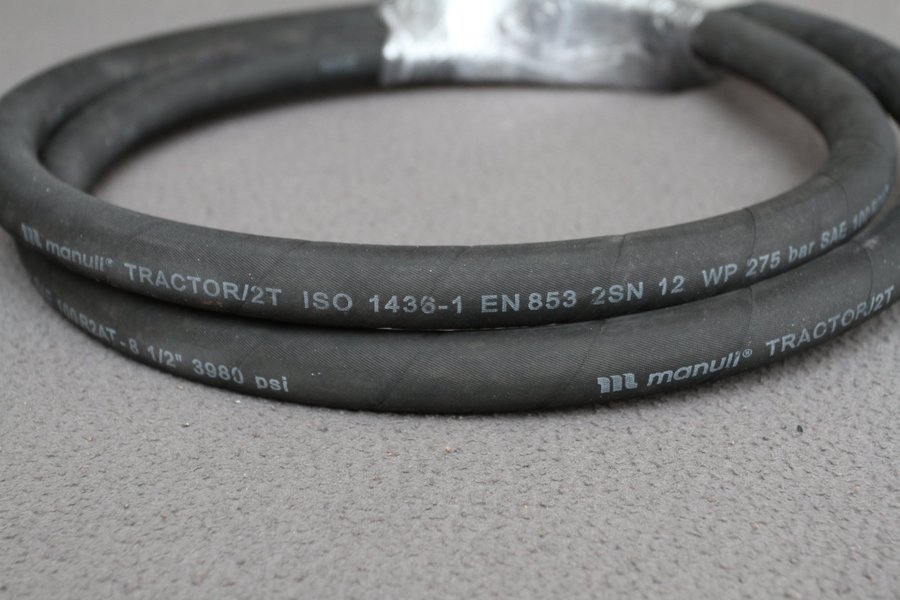 manuli® TRACTOR/2T ISO 1436-1 EN 853 2SN 12 WP 275 bar SAE 100
100R2AT-8 1/2" 3980 psi manuli® TRACTOR/2T